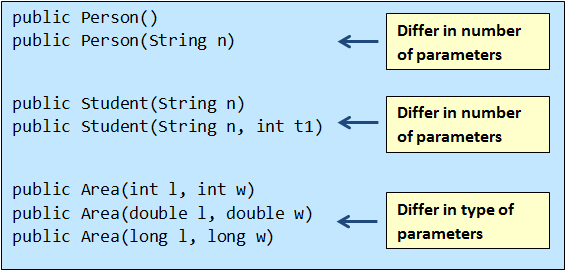 public Person()
public Person(String n)
Differ in number
of parameters
public Student(String n)
public Student(String n, int t1)
Differ in number
of parameters
public Area(int l, int w)
public Area(double l, double w)
public Area(long l, long w)
Differ in type of
parameters